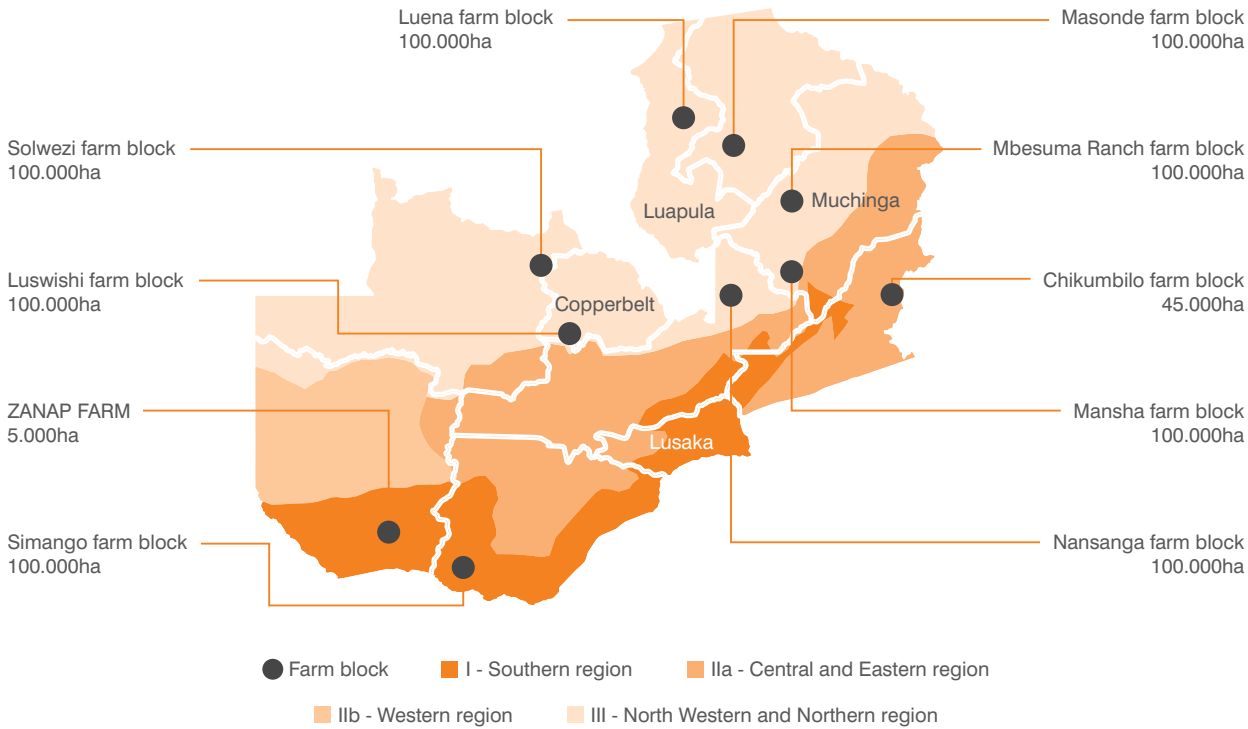 Luena farm block
100.000ha
Masonde farm block
100.000ha
Solwezi farm block
100.000ha
Mbesuma Ranch farm block
100.000ha
Muchinga
Luapula
Luswishi farm block
100.000ha
Chikumbilo farm block
45.000ha
Copperbelt
ZANAP FARM
5.000ha
Mansha farm block
100.000ha
Lusaka
Simango farm block
100.000ha
Nansanga farm block
100.000ha
Farm block
I - Southern region
IIa - Central and Eastern region
IIb - Western region
III - North Western and Northern region